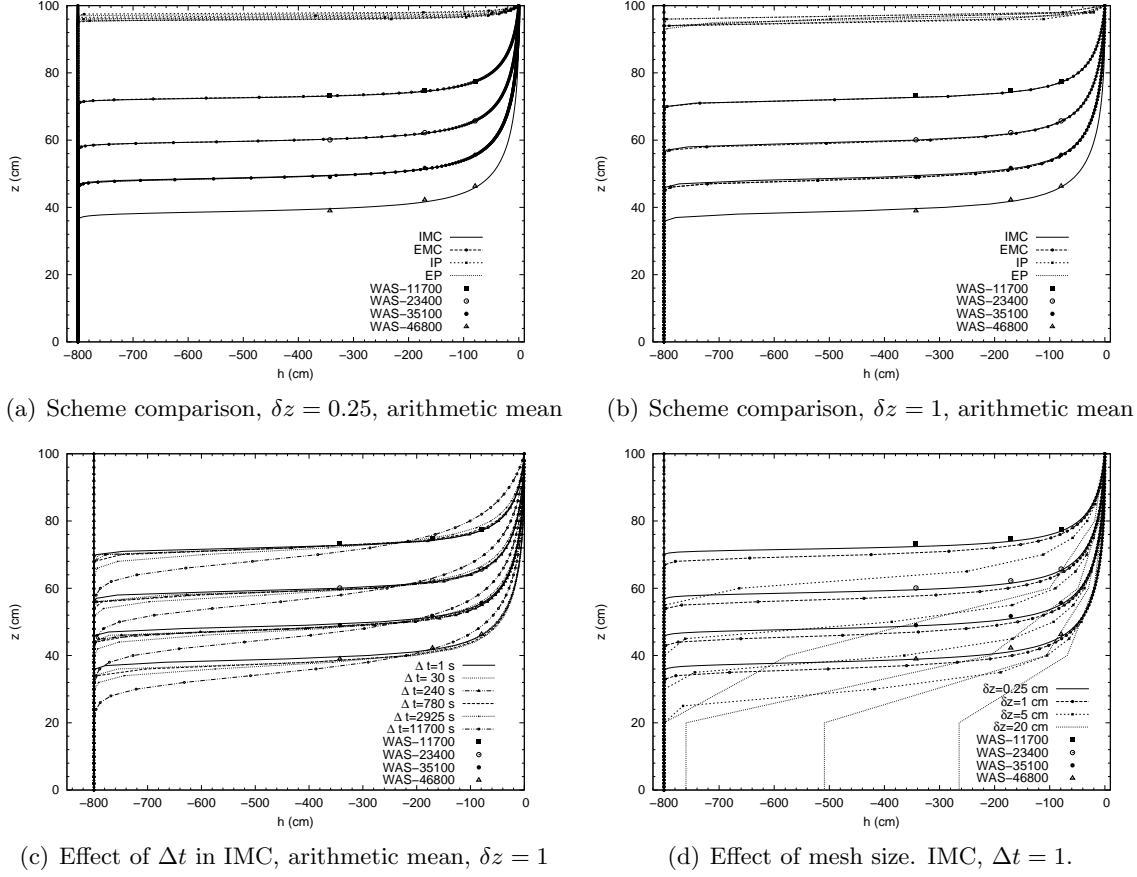 100
80
60
40
20
0
z (cm)
−800 −700 −600 −500 −400 −300 −200 −100 0
h (cm)
IMC
EMC
IP
EP
WAS−11700
WAS−23400
WAS−35100
WAS−46800
(a) Scheme comparison, δz = 0.25, arithmetic mean
100
80
60
40
20
0
z (cm)
−800 −700 −600 −500 −400 −300 −200 −100 0
h (cm)
IMC
EMC
IP
EP
WAS−11700
WAS−23400
WAS−35100
WAS−46800
(b) Scheme comparison, δz = 1, arithmetic mean
100
80
60
40
20
0
z (cm)
−800 −700 −600 −500 −400 −300 −200 −100 0
h (cm)
Δ t=1 s
Δ t= 30 s
Δ t=240 s
Δ t=780 s
Δ t=2925 s
Δ t=11700 s
WAS−11700
WAS−23400
WAS−35100
WAS−46800
(c) Effect of Δt in IMC, arithmetic mean, δz = 1
100
80
60
40
20
0
z (cm)
−800 −700 −600 −500 −400 −300 −200 −100 0
h (cm)
δz=0.25 cm
δz=1 cm
δz=5 cm
δz=20 cm
WAS−11700
WAS−23400
WAS−35100
WAS−46800
(d) Effect of mesh size. IMC, Δt = 1.